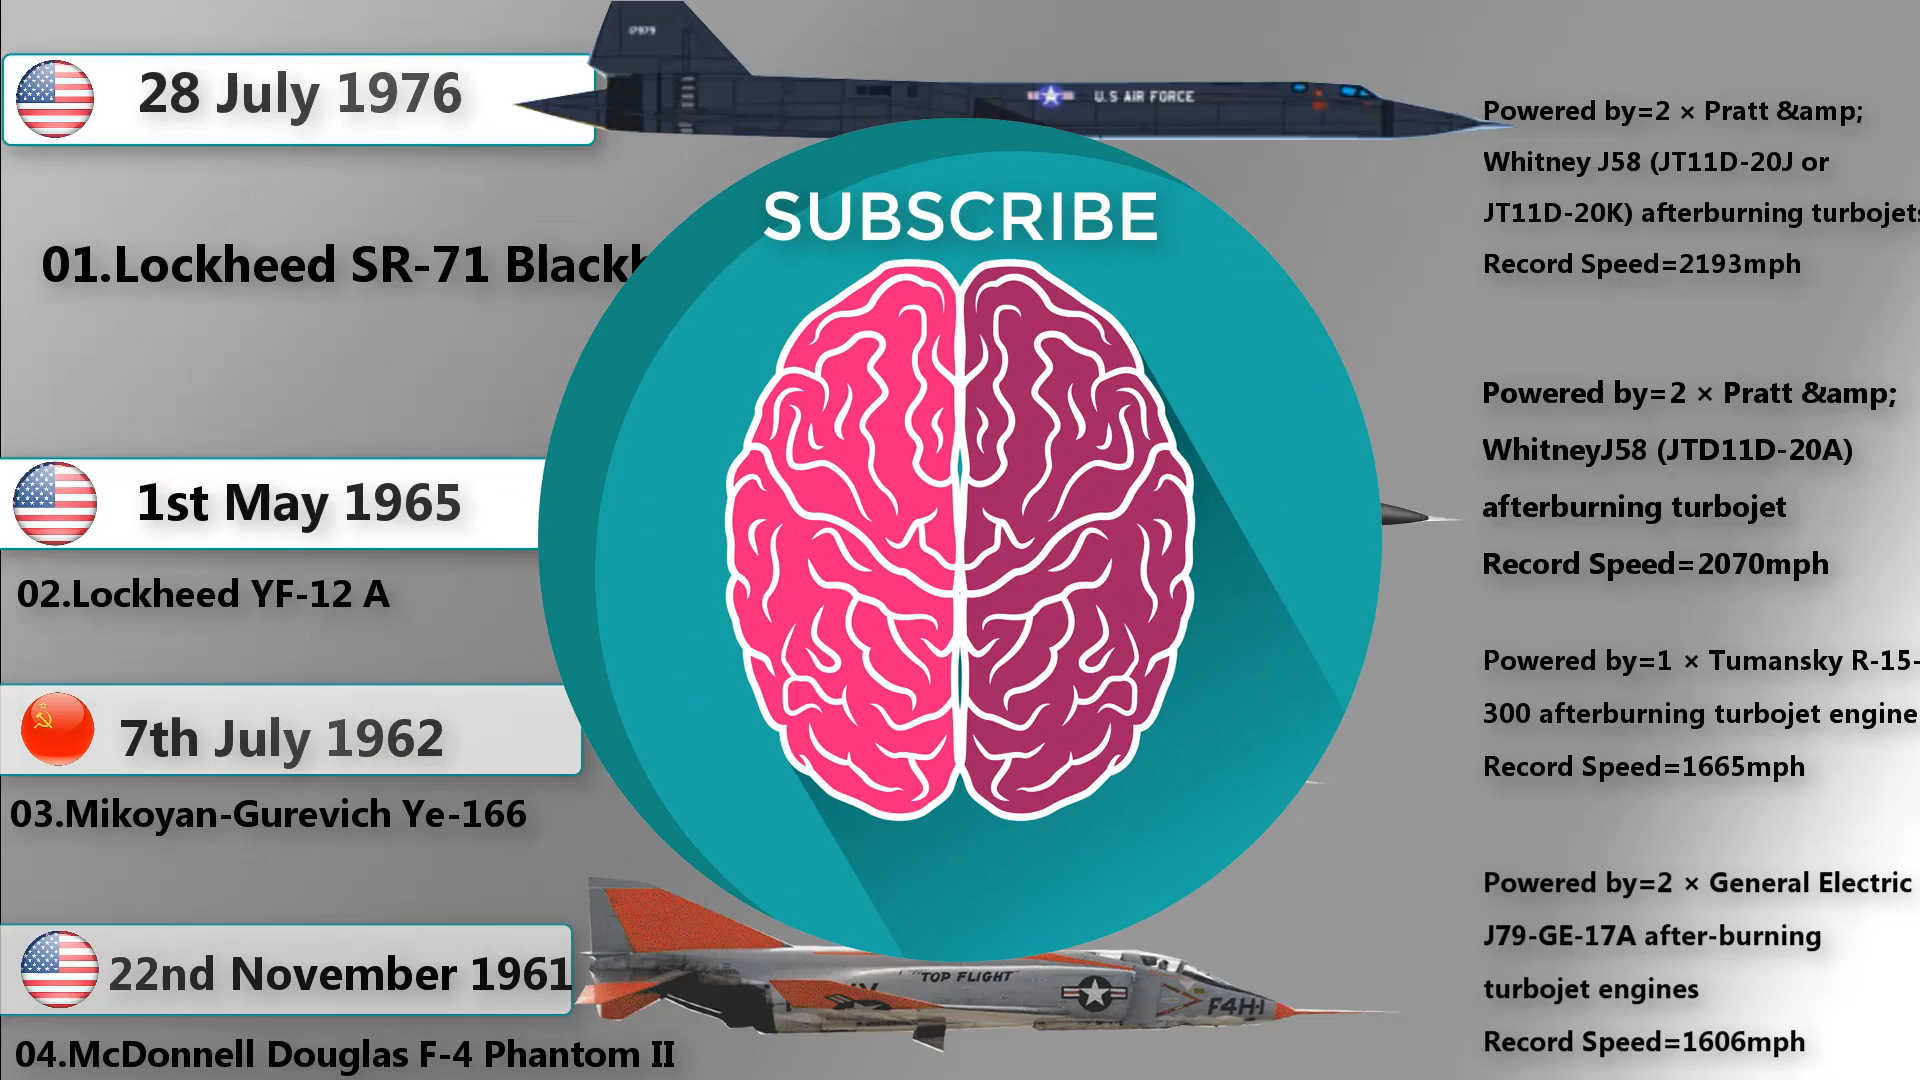 17979
28 July 1976
U.S AIR FORCE
Powered by=2 × Pratt &amp;
Whitney J58 (JT11D-20J or
JT11D-20K) afterburning turbojets
Record Speed=2193mph
SUBSCRIBE
01.Lockheed SR-71
1st May 1965
02.Lockheed YF-12 A
Powered by=2 × Pratt &amp;
WhitneyJ58 (JTD11D-20A)
afterburning turbojet
Record Speed=2070mph
7th July 1962
03.Mikoyan-Gurevich Ye-166
Powered by=1 × Tumansky R-15-
300 afterburning turbojet engine
Record Speed=1665mph
22nd November 1961
04.McDonnell Douglas F-4 Phantom II
"TOP FLIGHT"
F4H-1
Powered by=2 × General Electric
J79-GE-17A after-burning
turbojet engines
Record Speed=1606mph